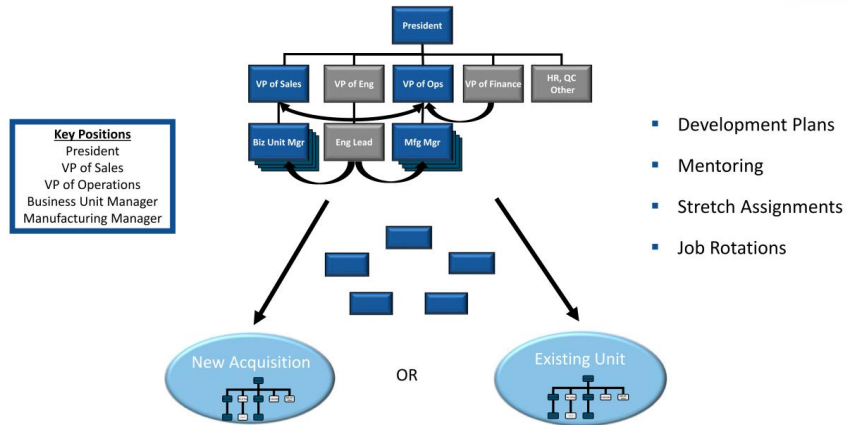 President
VP of Sales
VP of Eng
VP of Ops
VP of Finance
HR, QC
Other
Biz Unit Mgr
Eng Lead
Mfg Mgr
Key Positions
President
VP of Sales
VP of Operations
Business Unit Manager
Manufacturing Manager
Development Plans
Mentoring
Stretch Assignments
Job Rotations
New Acquisition
OR
Existing Unit